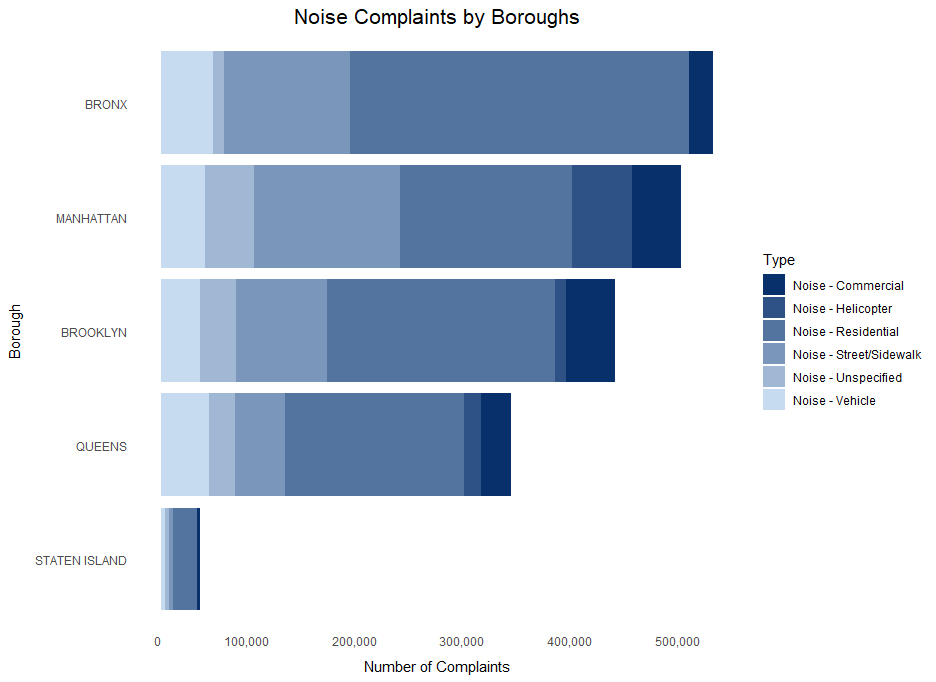 Noise Complaints by Boroughs
BRONX
MANHATTAN
BROOKLYN
QUEENS
STATEN ISLAND
Borough
0 100,000 200,000 300,000 400,000 500,000
Number of Complaints
Type
Noise - Commercial
Noise - Helicopter
Noise - Residential
Noise - Street/Sidewalk
Noise - Unspecified
Noise - Vehicle